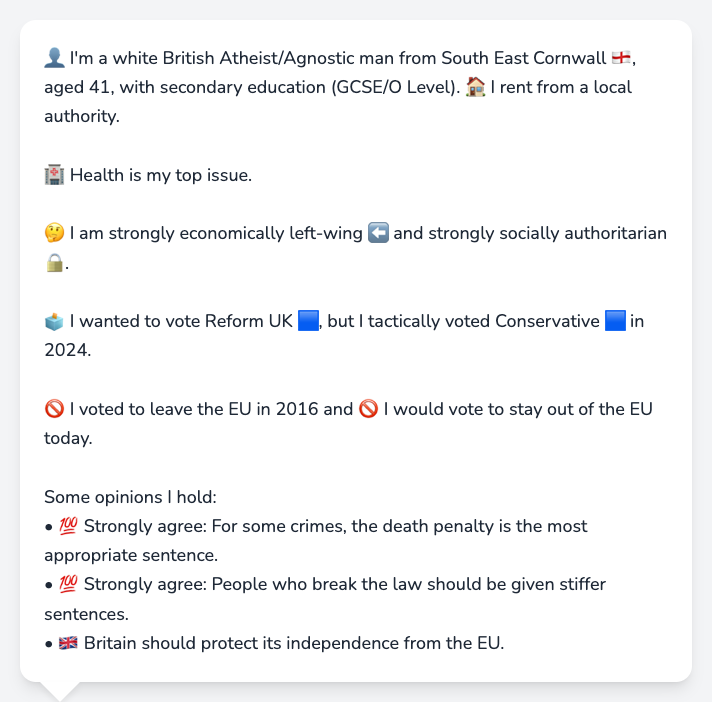 👤 I'm a white British Atheist/Agnostic man from South East Cornwall 🏴󠁧󠁢󠁥󠁮󠁧󠁿,
aged 41, with secondary education (GCSE/O Level). 🏠 I rent from a local
authority.
🏥 Health is my top issue.
🤔 I am strongly economically left-wing ⬅️ and strongly socially authoritarian
🔒.
🗳️ I wanted to vote Reform UK 🟦, but I tactically voted Conservative 🟦 in
2024.
🚫 I voted to leave the EU in 2016 and 🚫 I would vote to stay out of the EU
today.
Some opinions I hold:
• 💯 Strongly agree: For some crimes, the death penalty is the most
appropriate sentence.
• 💯 Strongly agree: People who break the law should be given stiffer
sentences.
• 🇬🇧 Britain should protect its independence from the EU.